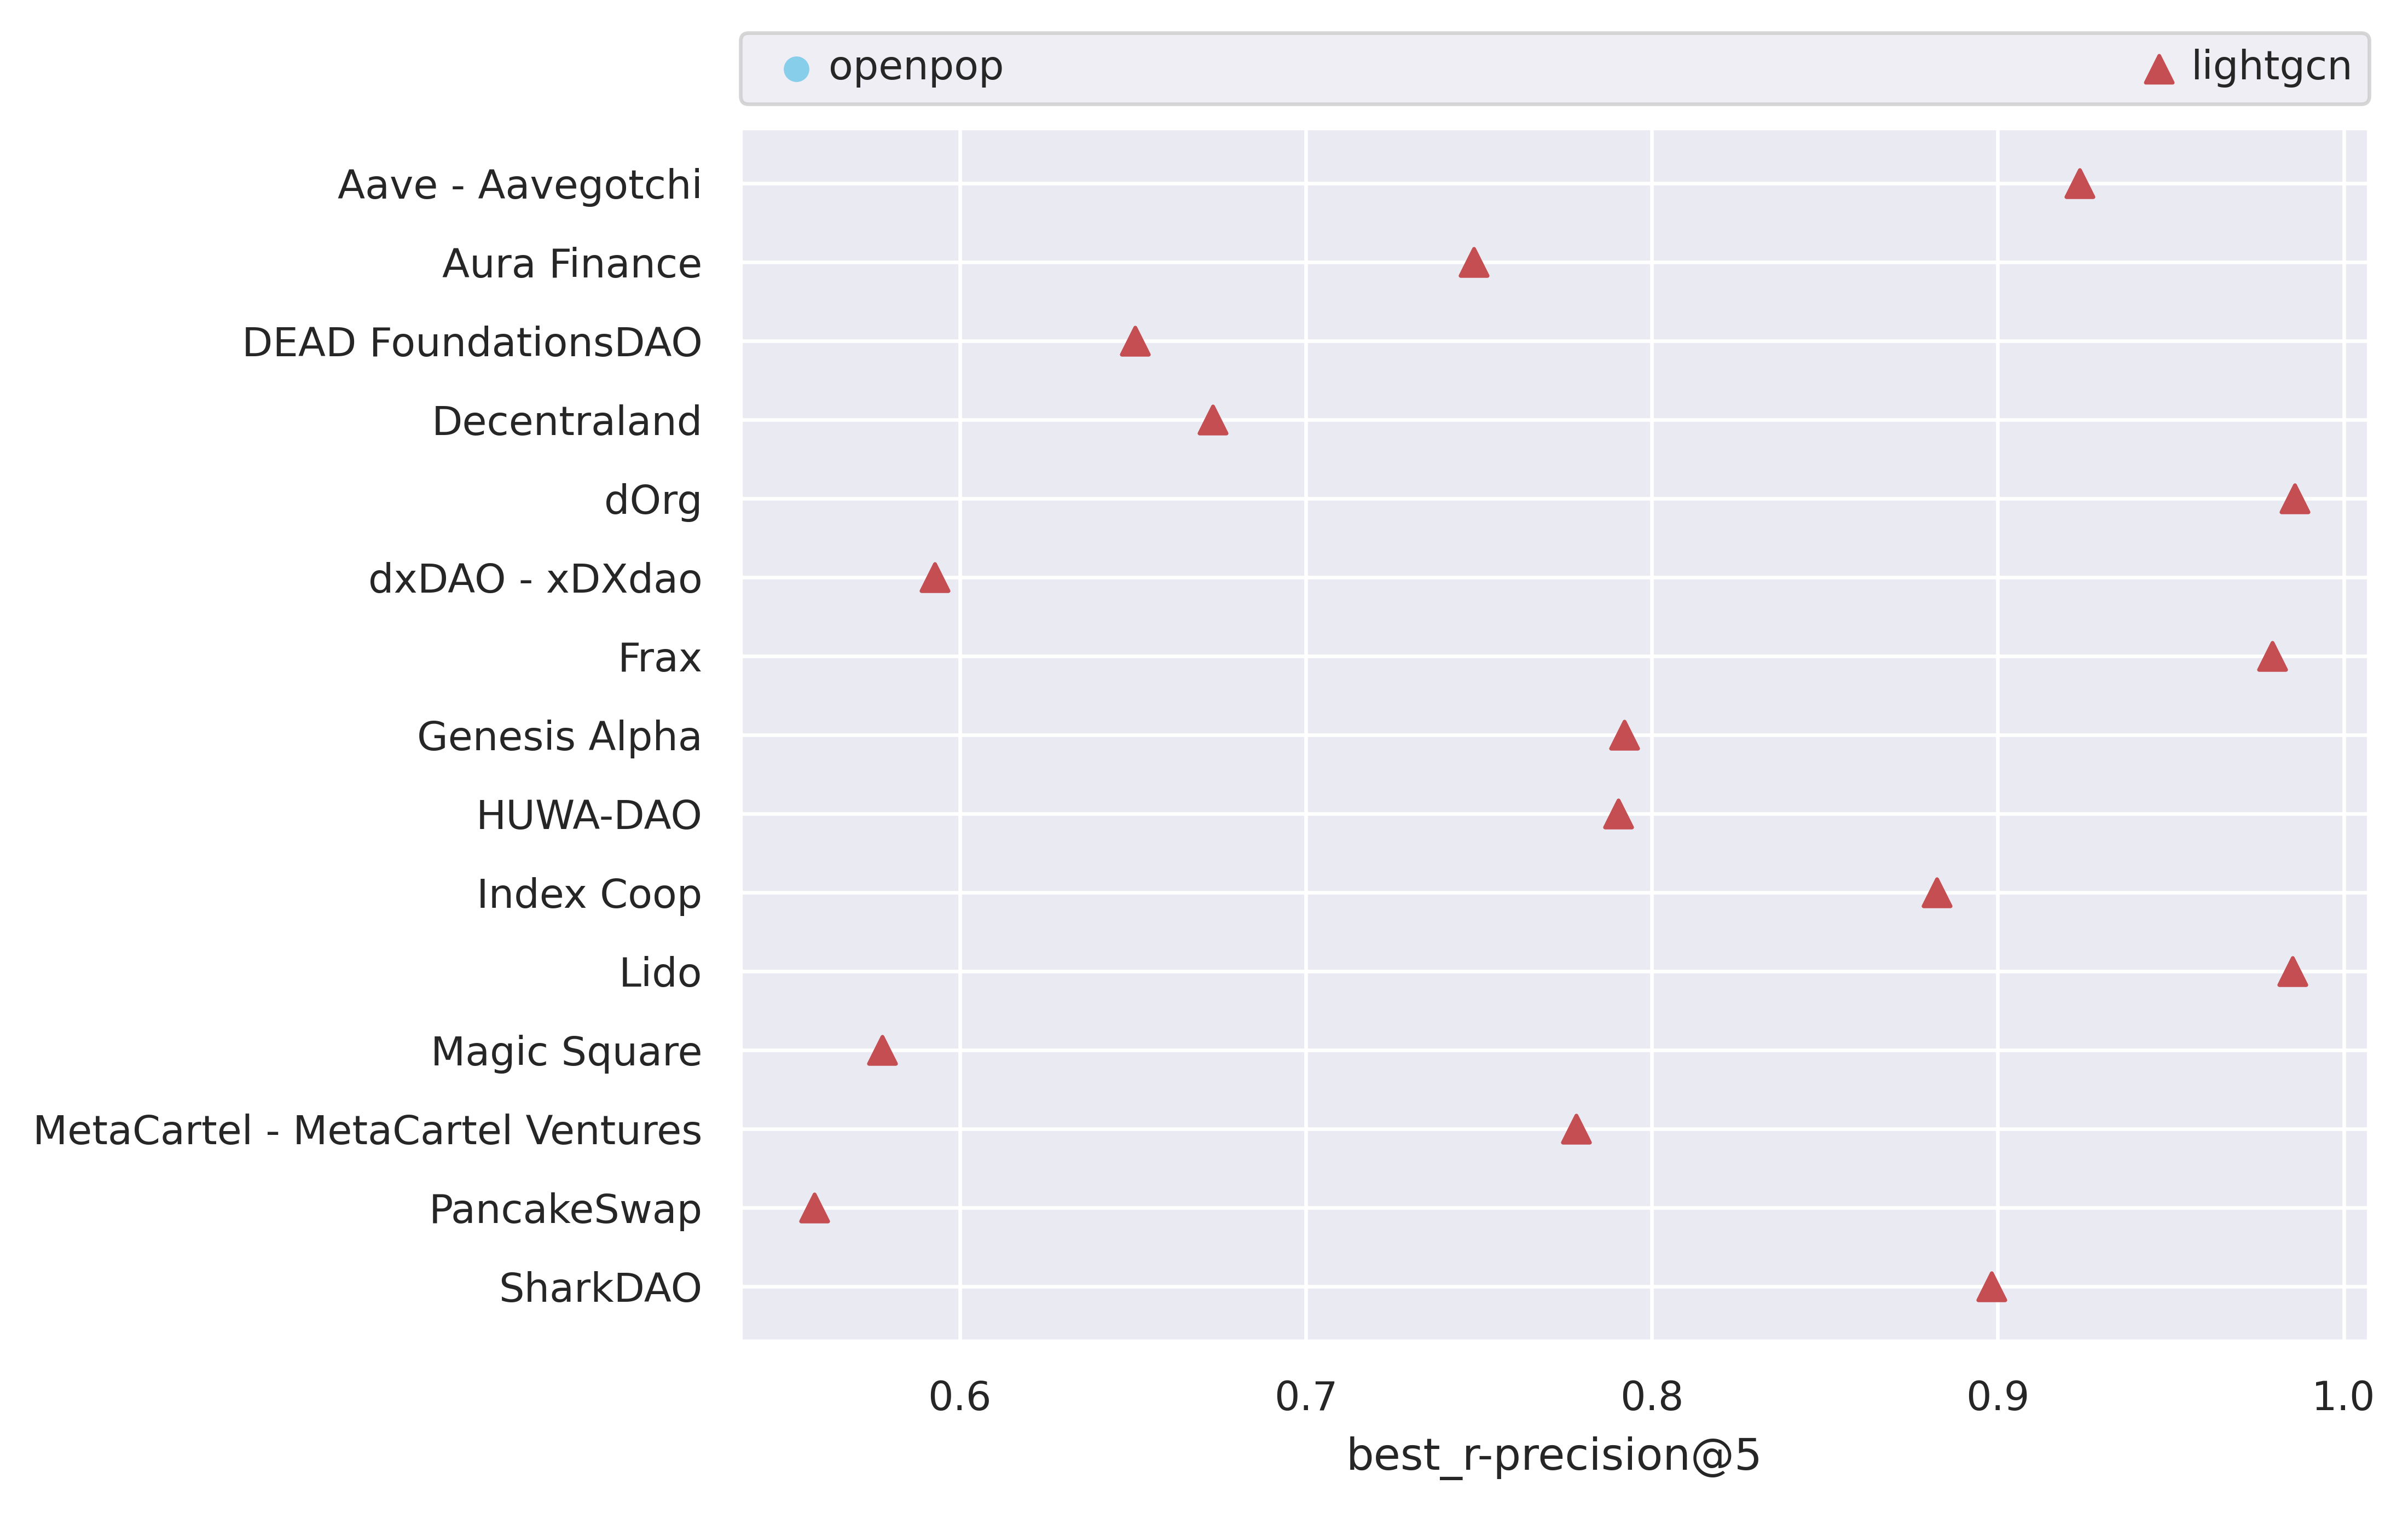 openpop lightgcn
Aave - Aavegotchi
Aura Finance
DEAD FoundationsDAO
Decentraland
dOrg
dxDAO - xDXdao
Frax
Genesis Alpha
HUWA-DAO
Index Coop
Lido
Magic Square
MetaCartel - MetaCartel Ventures
PancakeSwap
SharkDAO
0.6 0.7 0.8 0.9 1.0
best_r-precision@5